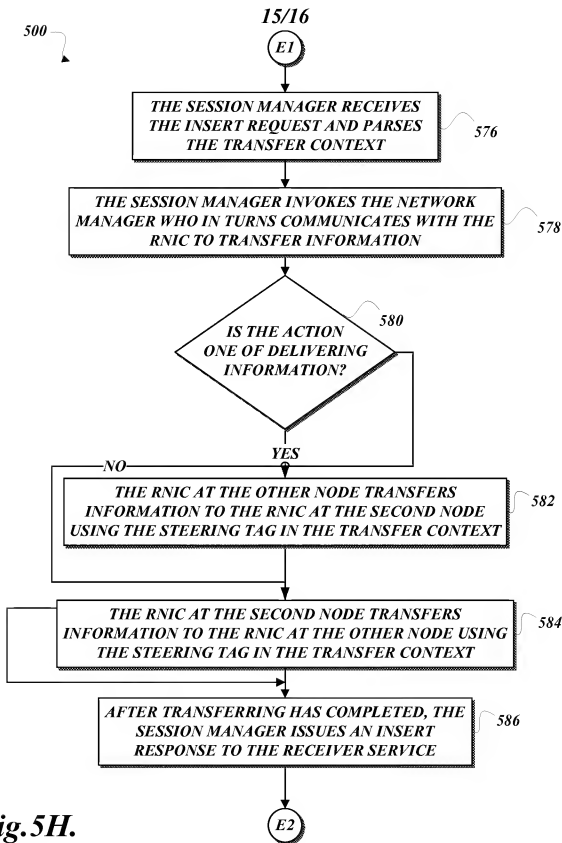 15/16
500
E1
THE SESSION MANAGER RECEIVES
THE INSERT REQUEST AND PARSES
THE TRANSFER CONTEXT
576
THE SESSION MANAGER INVOKES THE NETWORK
MANAGER WHO IN TURNS COMMUNICATES WITH THE
RNIC TO TRANSFER INFORMATION
578
580
IS THE ACTION
ONE OF DELIVERING
INFORMATION?
YES
NO
THE RNIC AT THE OTHER NODE TRANSFERS
INFORMATION TO THE RNIC AT THE SECOND NODE
USING THE STEERING TAG IN THE TRANSFER CONTEXT
582
THE RNIC AT THE SECOND NODE TRANSFERS
INFORMATION TO THE RNIC AT THE OTHER NODE USING
THE STEERING TAG IN THE TRANSFER CONTEXT
584
AFTER TRANSFERRING HAS COMPLETED, THE
SESSION MANAGER ISSUES AN INSERT
RESPONSE TO THE RECEIVER SERVICE
586
E2
ig.5H.